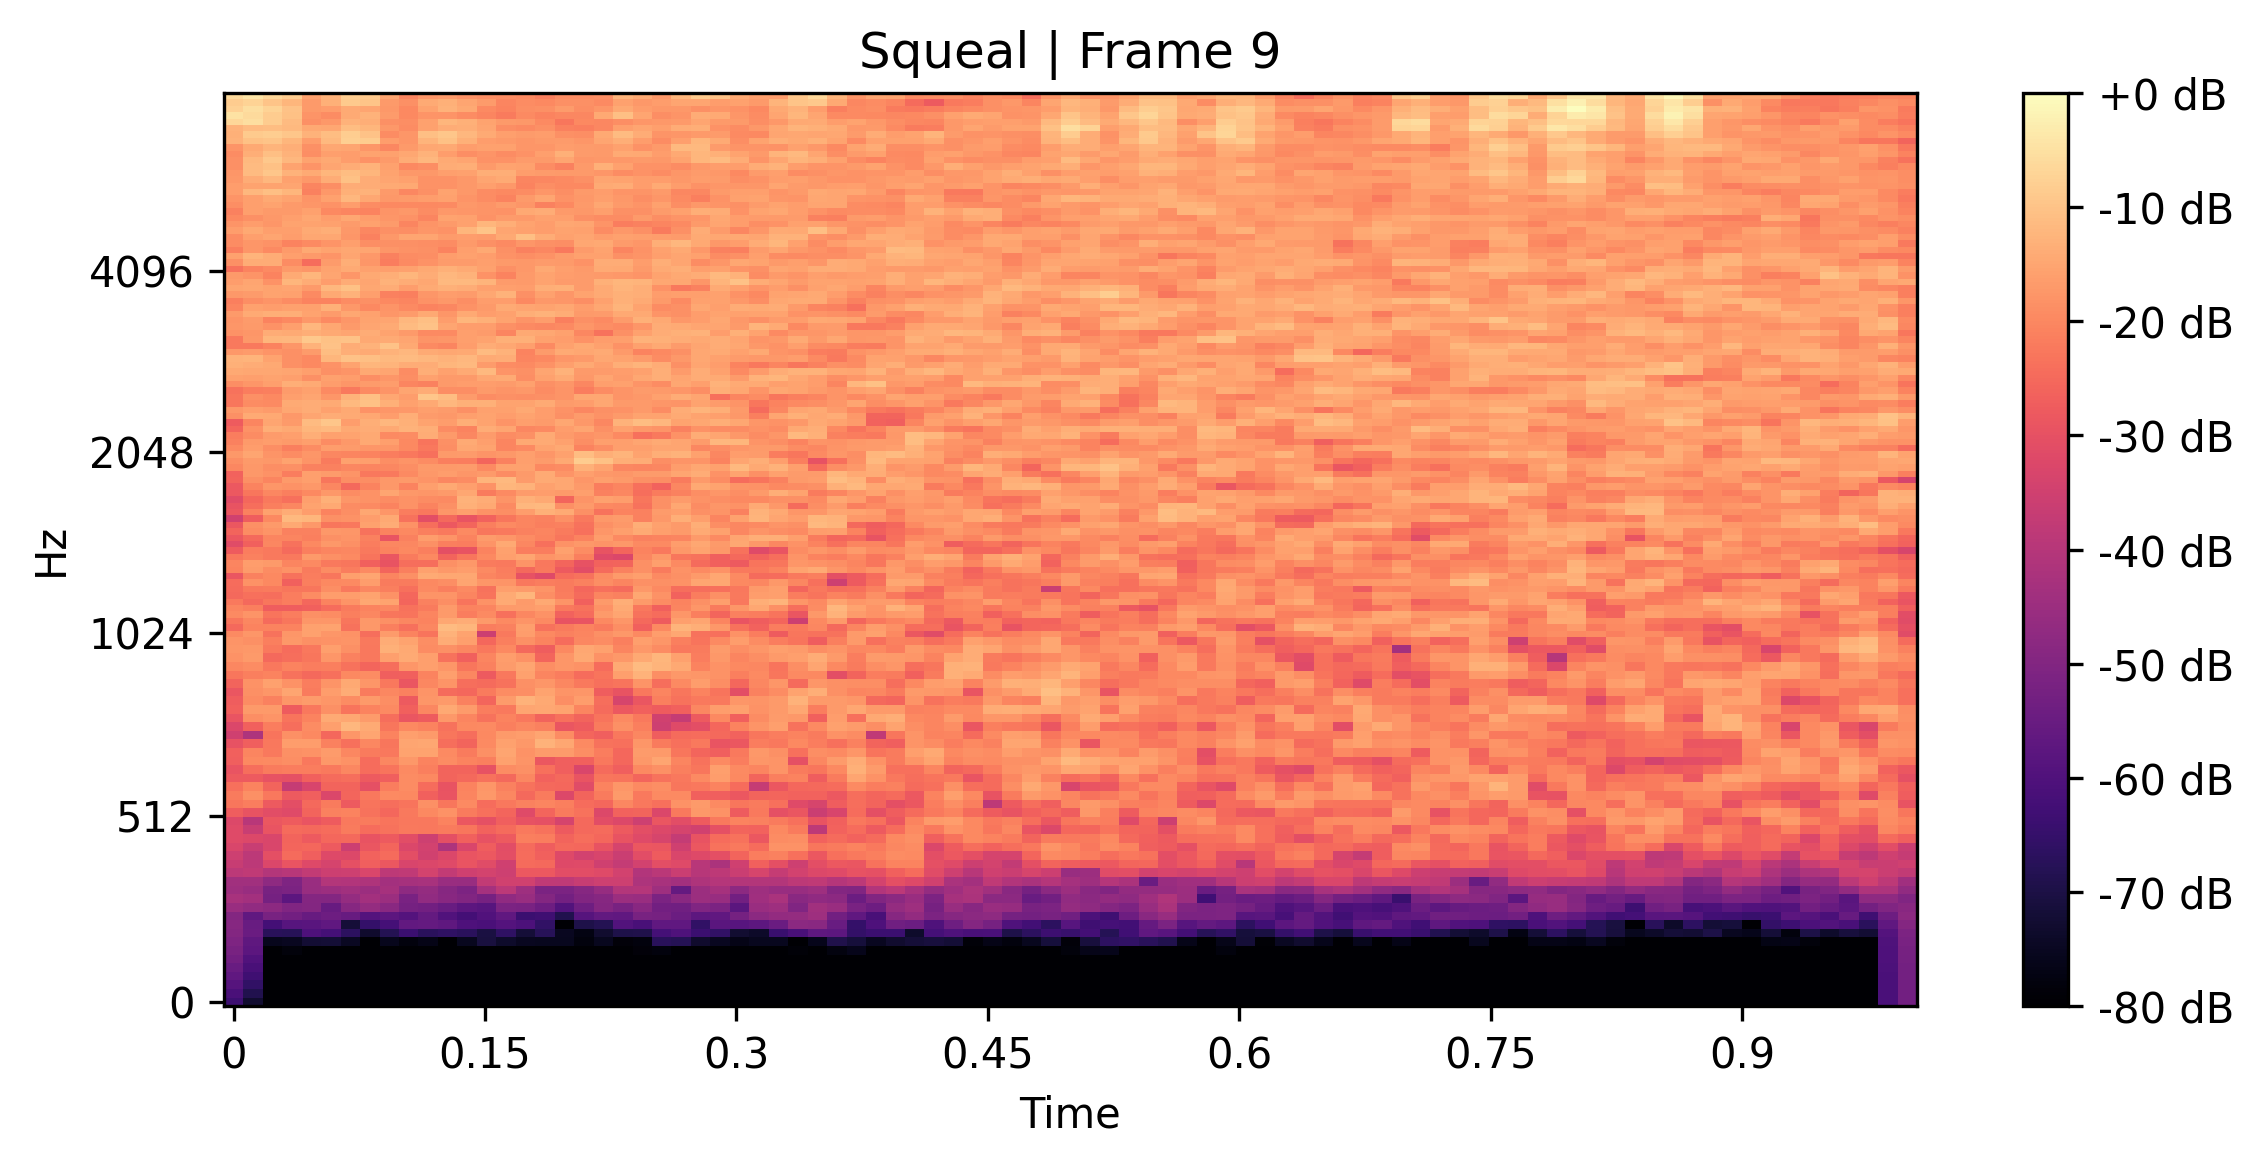 Squeal | Frame 9
+0 dB
-10 dB
-20 dB
-30 dB
-40 dB
-50 dB
-60 dB
-70 dB
-80 dB
Hz
4096
2048
1024
512
0
0 0.15 0.3 0.45 0.6 0.75 0.9
Time